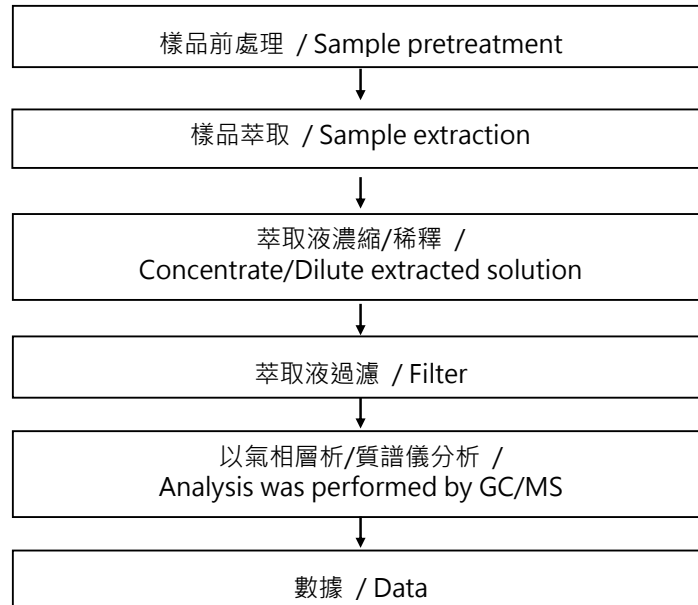 樣品前處理 / Sample pretreatment
樣品萃取 / Sample extraction
萃取液濃縮/稀釋 /
Concentrate/Dilute extracted solution
萃取液過濾 / Filter
以氣相層析/質譜儀分析 /
Analysis was performed by GC/MS
數據 / Data